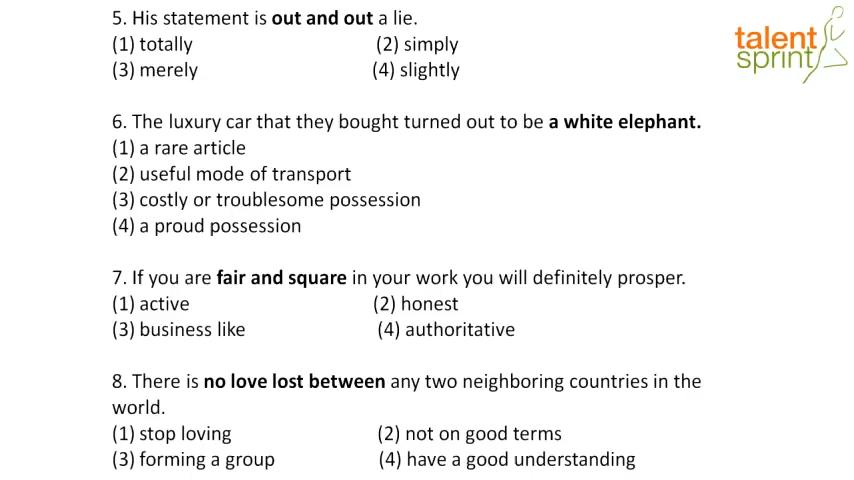 5. His statement is out and out a lie.
(1) totally (2) simply
(3) merely (4) slightly
talent
sprint
6. The luxury car that they bought turned out to be a white elephant.
(1) a rare article
(2) useful mode of transport
(3) costly or troublesome possession
(4) a proud possession
7. If you are fair and square in your work you will definitely prosper.
(1) active (2) honest
(3) business like (4) authoritative
8. There is no love lost between any two neighboring countries in the
world.
(1) stop loving (2) not on good terms
(3) forming a group (4) have a good understanding